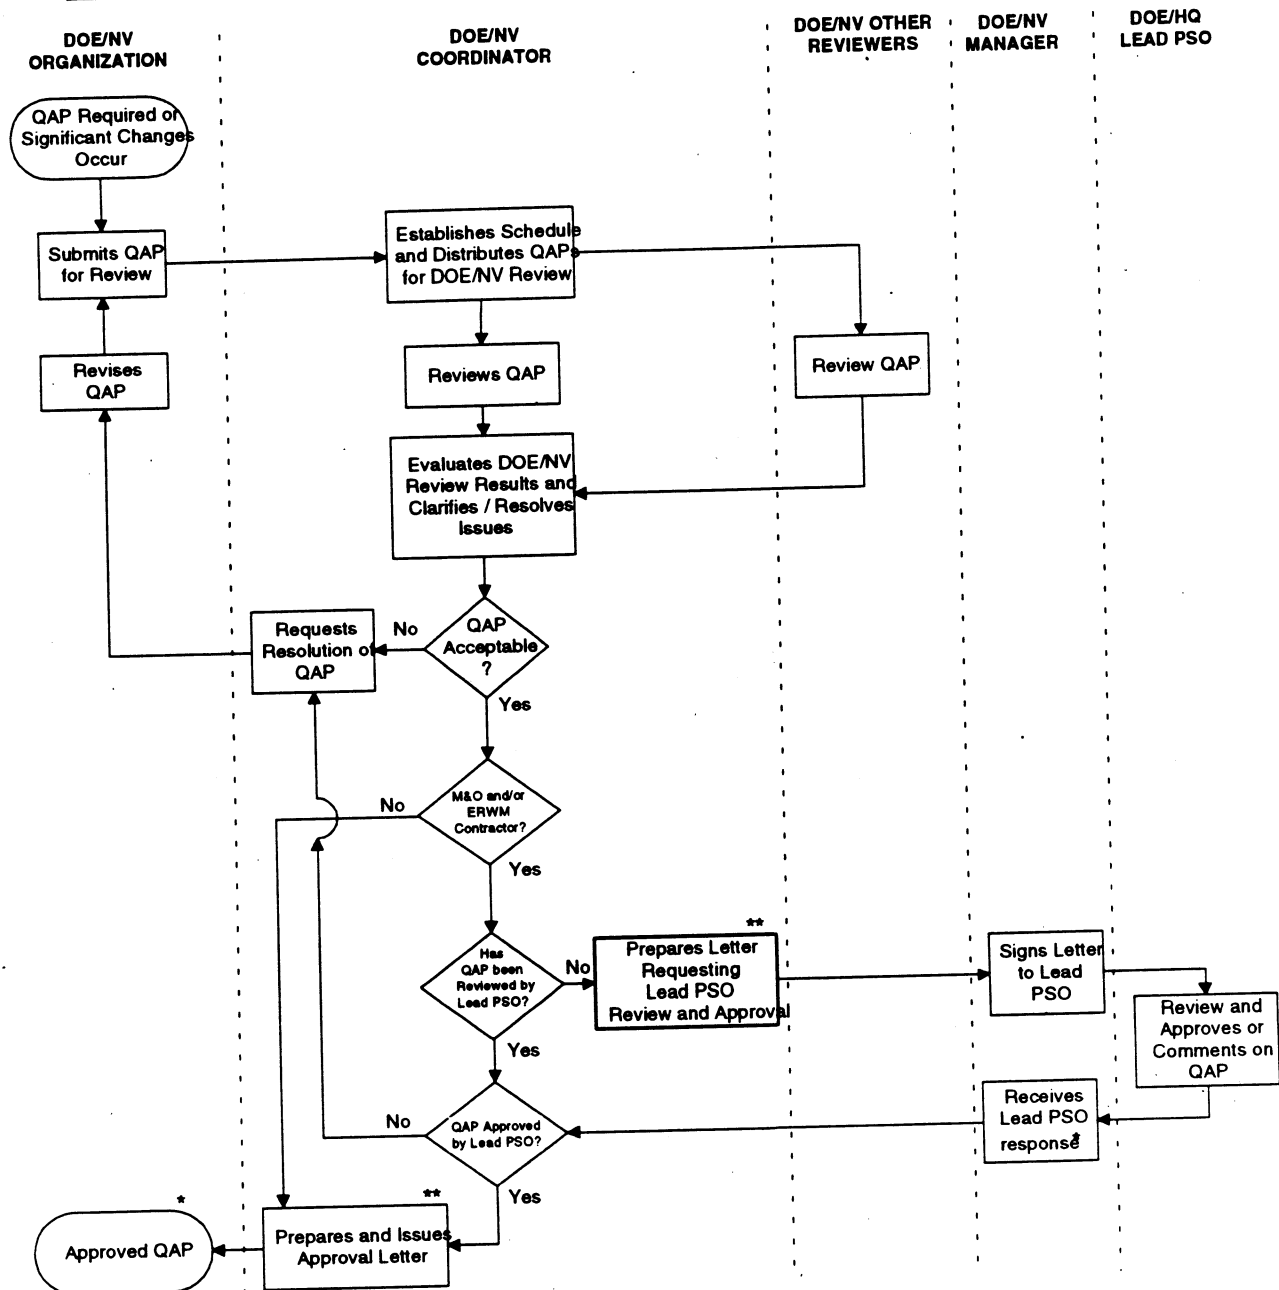 DOE/NV
ORGANIZATION
DOE/NV
COORDINATOR
DOE/NV OTHER
REVIEWERS
DOE/NV
MANAGER
DOE/HQ
LEAD PSO
QAP Required or
Significant Changes
Occur
Submits QAP
for Review
Establishes Schedule
and Distributes QAPs
for DOE/NV Review
Revises
QAP
Reviews QAP
Review QAP
Evaluates DOE/NV
Review Results and
Clarifies / Resolves
Issues
Requests
Resolution of
QAP
No
QAP
Acceptable
?
Yes
No
M&O and/or
ERWM
Contractor?
Yes
Has
QAP been
Reviewed by
Lead PSO?
No
**
Prepares Letter
Requesting
Lead PSO
Review and Approval
Signs Letter
to Lead
PSO
Review and
Approves or
Comments on
QAP
Yes
Receives
Lead PSO
response*
No
QAP Approved
by Lead PSO?
Yes
**
Prepares and Issues
Approval Letter
*
Approved QAP